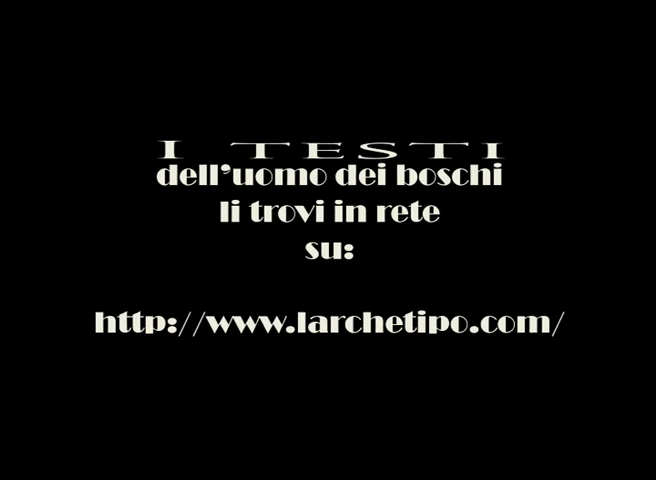 I TESTI
dell'uomo dei boschi
li trovi in rete
su:
http://www.larchetipo.com/